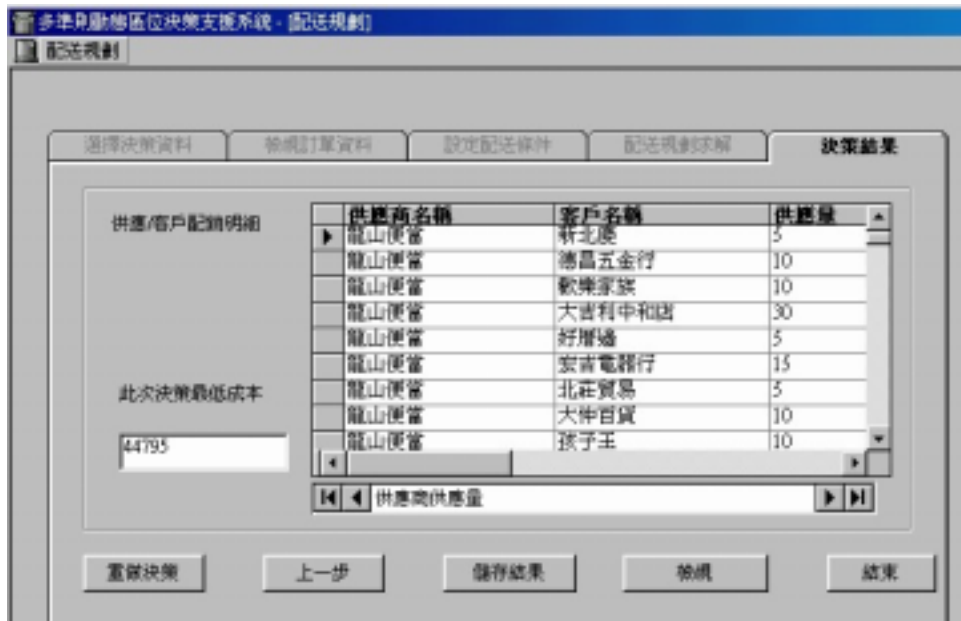 多準則動態區位決策支援系統 - [配送規劃]
配送規劃
選擇決策資料 檢視訂單資料 設定配送條件 配送規劃求解 決策結果
供應/客戶配銷明細
供應商名稱 客戶名稱 供應量
龍山便當 新北慶 5
龍山便當 德昌五金行 10
龍山便當 歡樂家族 10
龍山便當 大吉利中和店 30
龍山便當 好厝邊 5
龍山便當 宏吉電器行 15
龍山便當 北莊貿易 5
龍山便當 大仲百貨 10
龍山便當 孩子王 10
此次決策最低成本
44795
供應商供應量
重做決策 上一步 儲存結果 檢視 結束